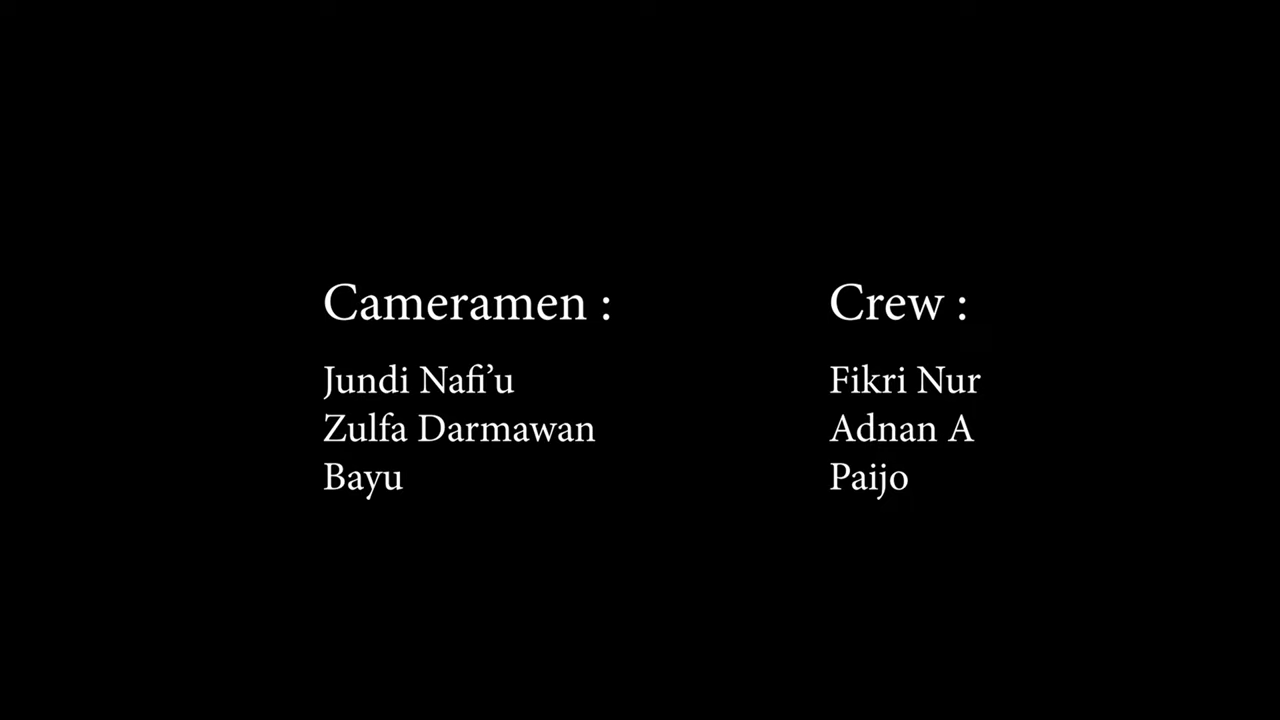 Cameramen :
Jundi Nafi’u
Zulfa Darmawan
Bayu
Crew :
Fikri Nur
Adnan A
Paijo